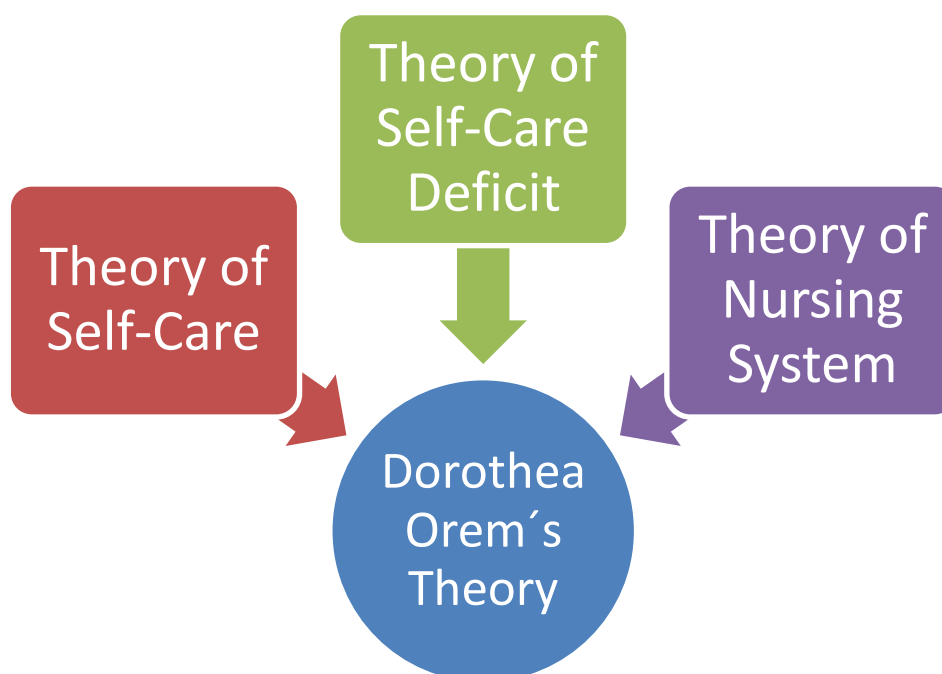 Theory of
Self-Care
Theory of
Self-Care
Deficit
Theory of
Nursing
System
Dorothea
Orem´s
Theory